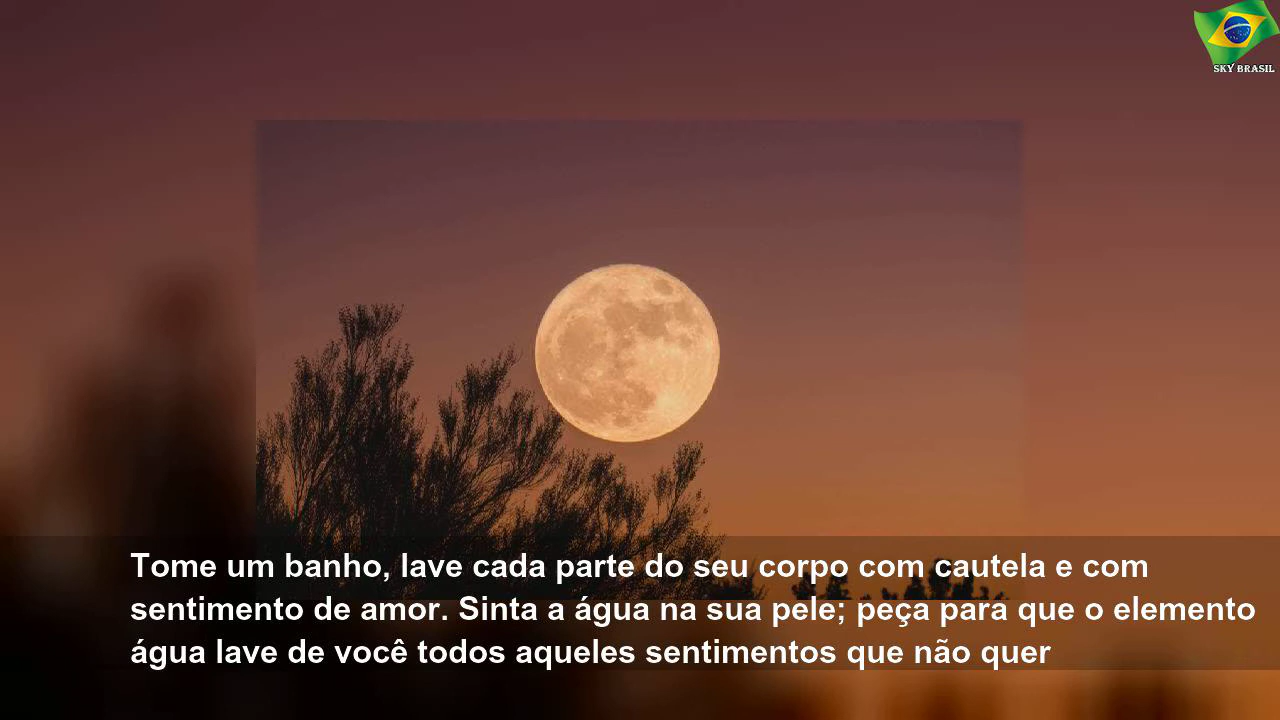 SKY BRASIL
Tome um banho, lave cada parte do seu corpo com cautela e com
sentimento de amor. Sinta a água na sua pele; peça para que o elemento
água lave de você todos aqueles sentimentos que não quer